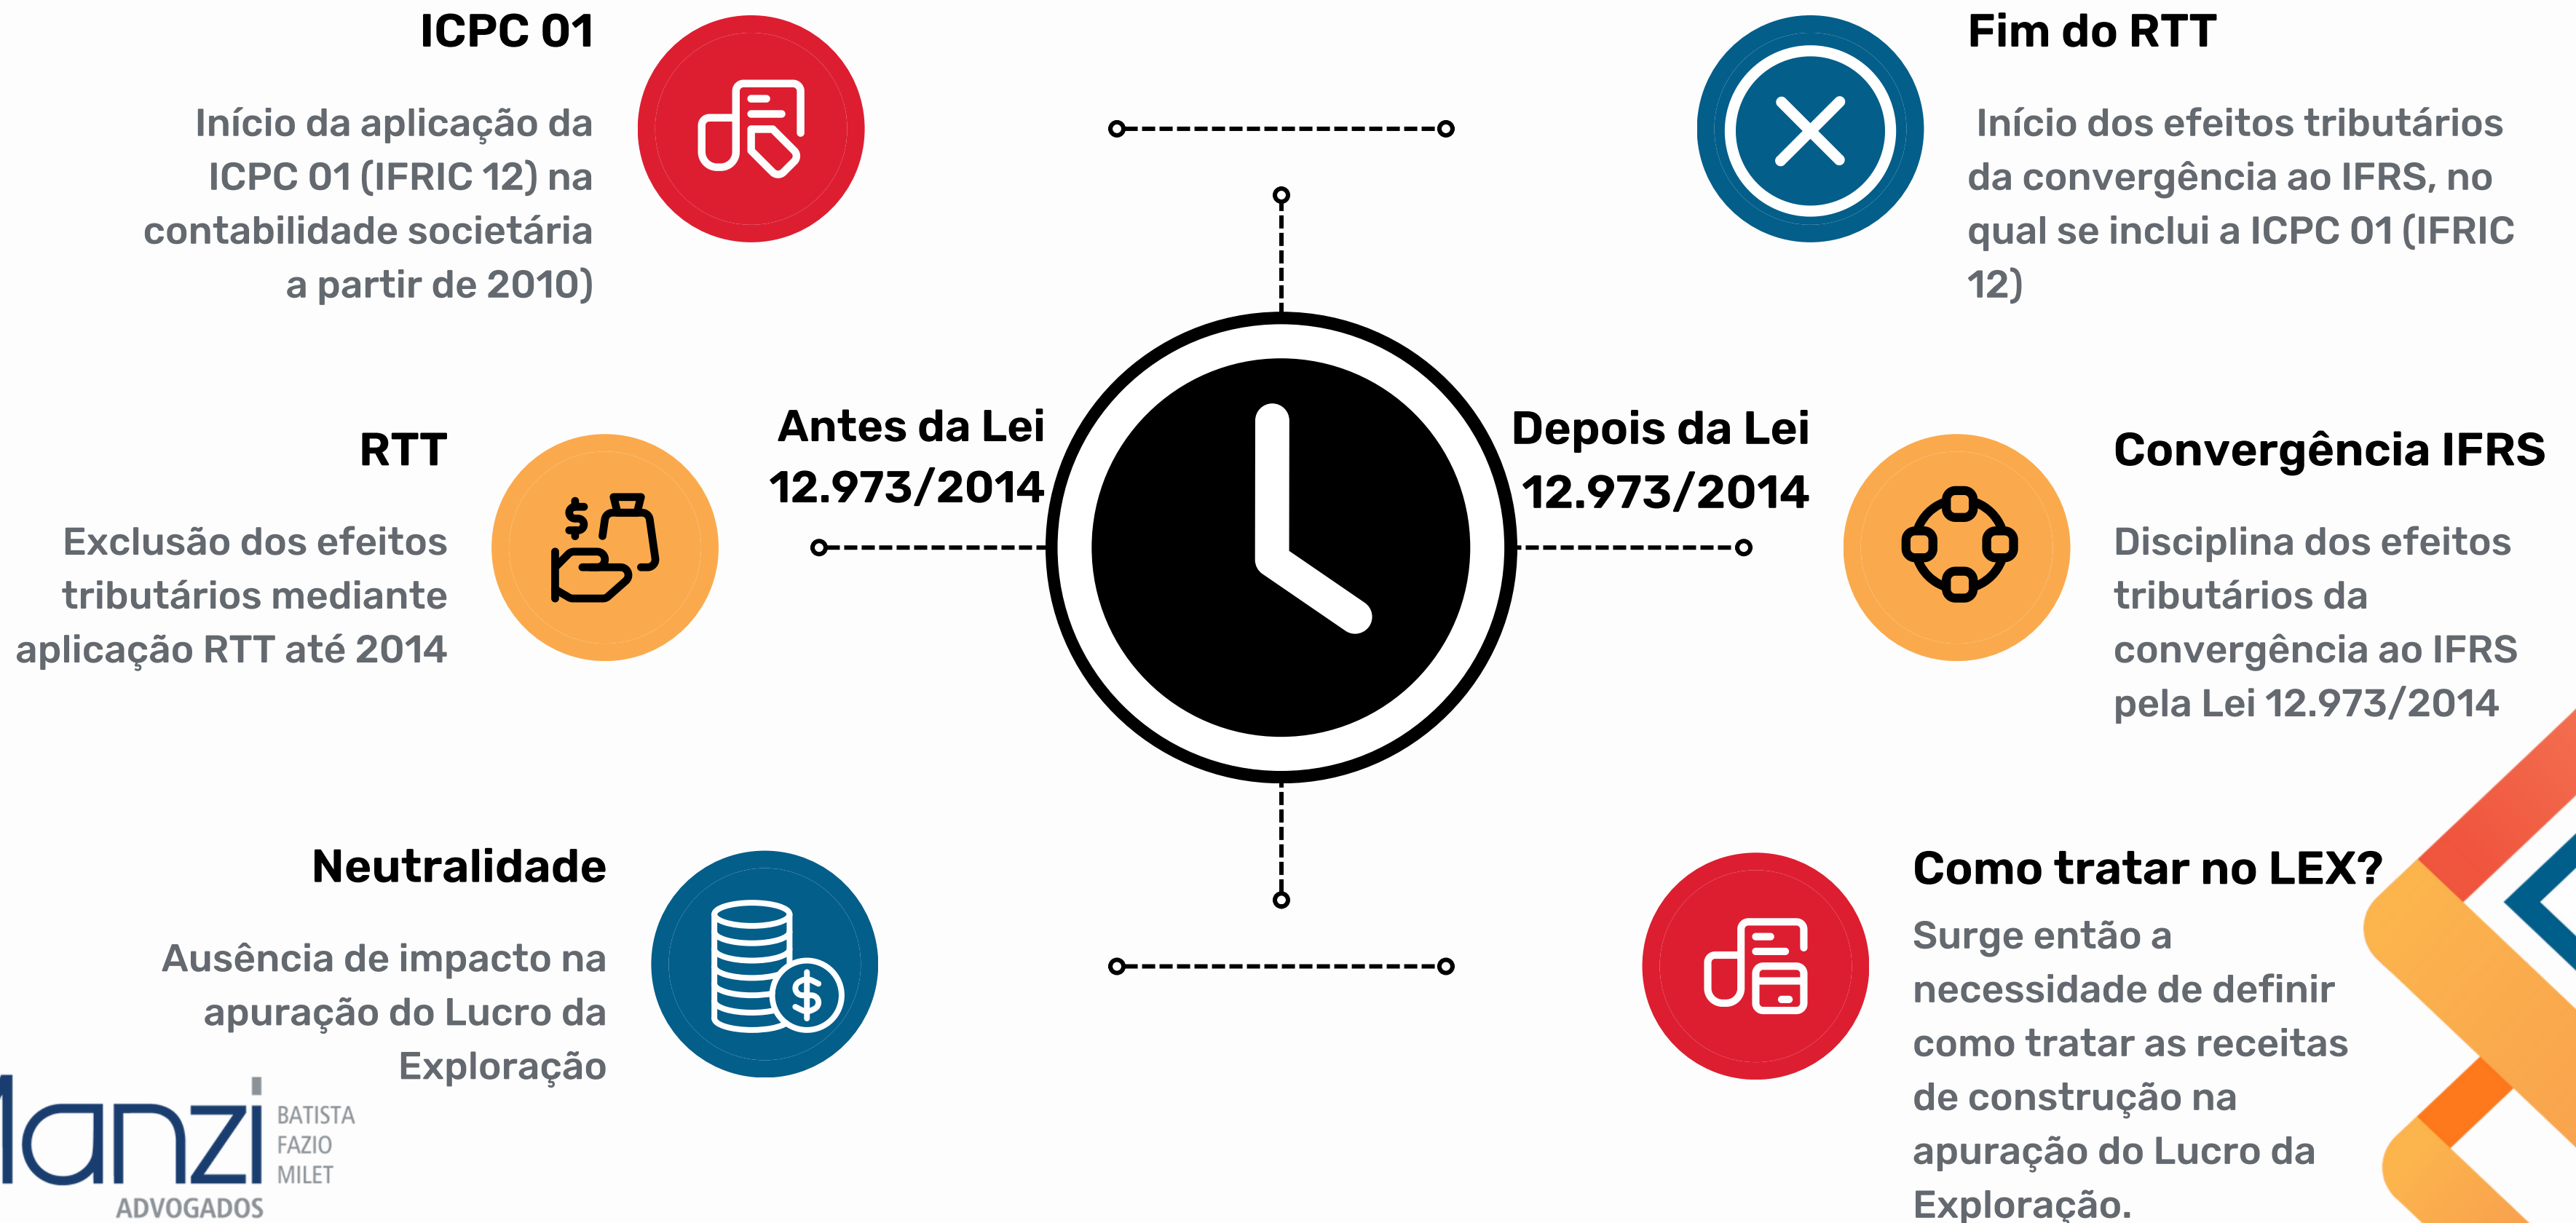 ICPC 01
Início da aplicação da
ICPC 01 (IFRIC 12) na
contabilidade societária
a partir de 2010)
RTT
Exclusão dos efeitos
tributários mediante
aplicação RTT até 2014
Neutralidade
Ausência de impacto na
apuração do Lucro da
Exploração
Antes da Lei
12.973/2014
Depois da Lei
12.973/2014
Fim do RTT
Início dos efeitos tributários
da convergência ao IFRS, no
qual se inclui a ICPC 01 (IFRIC
12)
Convergência IFRS
Disciplina dos efeitos
tributários da
convergência ao IFRS
pela Lei 12.973/2014
Como tratar no LEX?
Surge então a
necessidade de definir
como tratar as receitas
de construção na
apuração do Lucro da
Exploração.
Manzi
BATISTA
FAZIO
MILET
ADVOGADOS